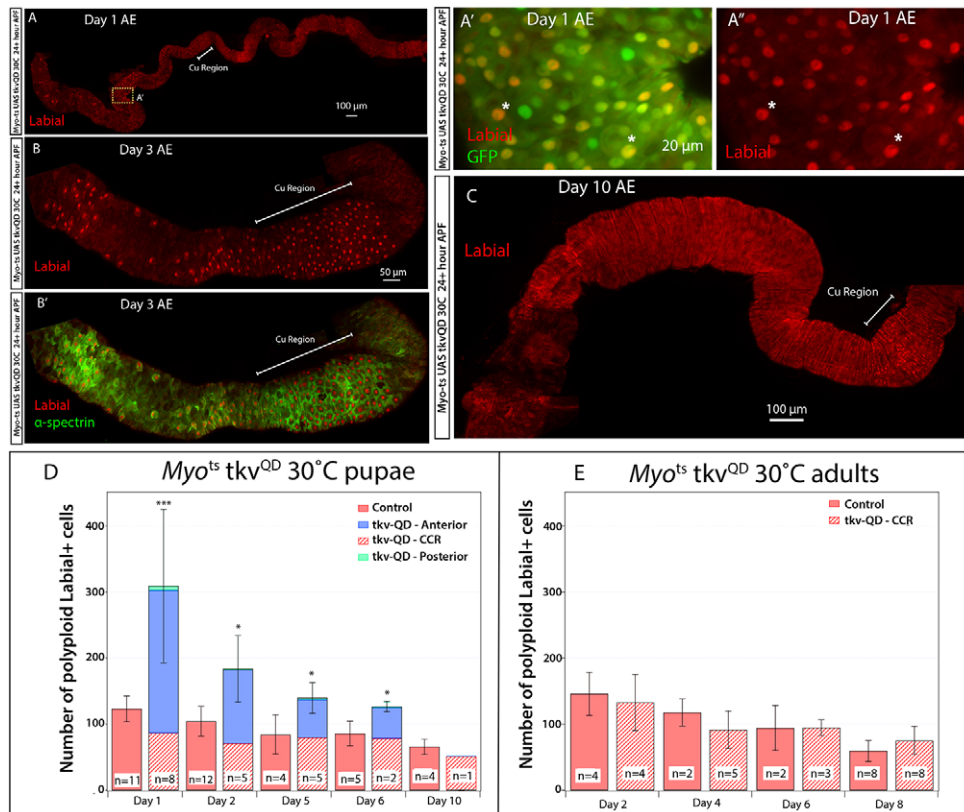 A
Day 1 AE
Cu Region
A'
100 µm
Labial
Myo-ts UAS tkvQD 30C 24+ hour APF
B
Day 3 AE
Cu Region
Labial
50 µm
Myo-ts UAS tkvQD 30C 24+ hour APF
B'
Day 3 AE
Cu Region
Labial
α-spectrin
Myo-ts UAS tkvQD 30C 24+ hour APF
A'
Day 1 AE
*
*
Labial
GFP
20 µm
Myo-ts UAS tkvQD 30C 24+ hour APF
A"
Day 1 AE
*
*
Labial
C
Day 10 AE
Labial
Cu Region
100 µm
Myo-ts UAS tkvQD 30C 24+ hour APF
D
Myoᵗˢ tkvQD 30˚C pupae
Number of polyploid Labial+ cells
400
300
200
100
0
***
*
*
*
Control
tkv-QD - Anterior
tkv-QD - CCR
tkv-QD - Posterior
n=11 n=8 n=12 n=5 n=4 n=5 n=5 n=2 n=4 n=1
Day 1 Day 2 Day 5 Day 6 Day 10
E
Myoᵗˢ tkvQD 30˚C adults
Number of polyploid Labial+ cells
400
300
200
100
0
Control
tkv-QD - CCR
n=4 n=4 n=2 n=5 n=2 n=3 n=8 n=8
Day 2 Day 4 Day 6 Day 8